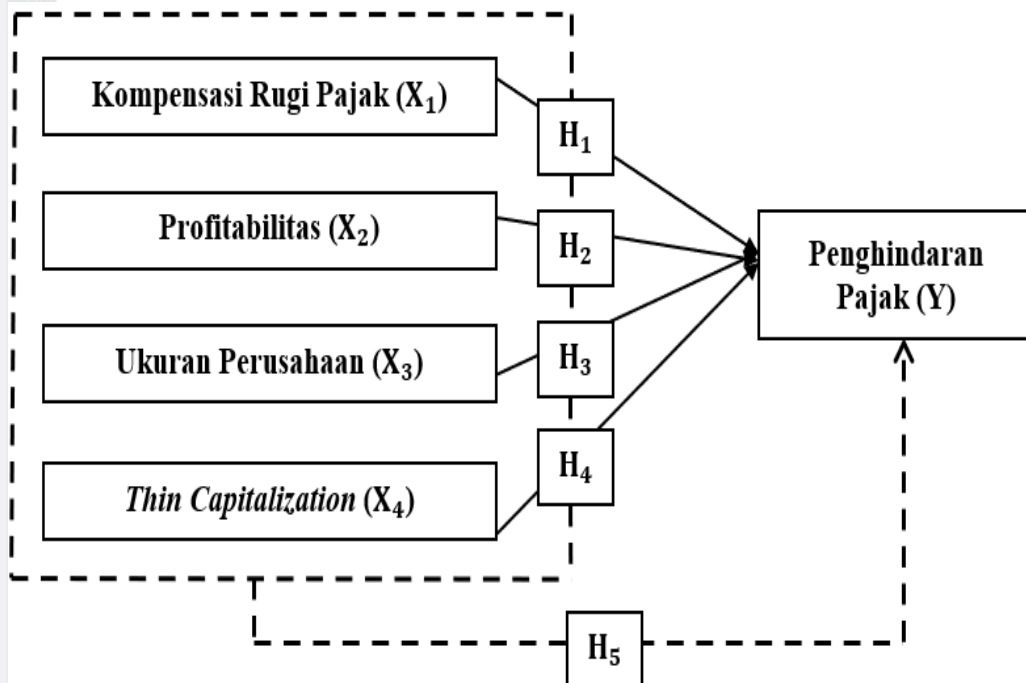 Kompensasi Rugi Pajak (X₁)
H₁
Profitabilitas (X₂)
H₂
Penghindaran
Pajak (Y)
Ukuran Perusahaan (X₃)
H₃
Thin Capitalization (X₄)
H₄
H₅